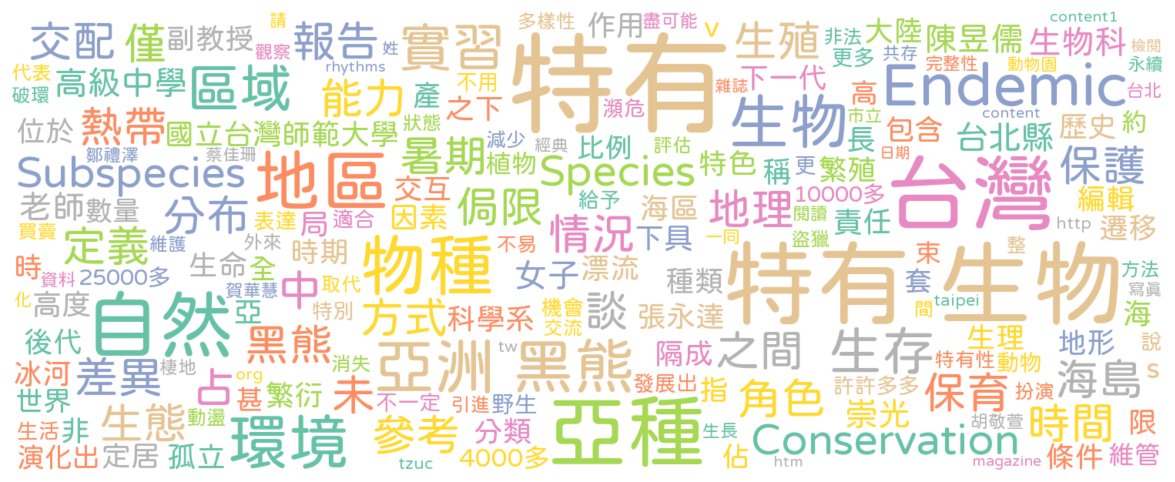 請 多樣性 作用 盡可能 v 生殖 非法 共存 大陸 陳昱儒 生物科 content1 檢閱
交配 僅 副教授 觀察 姓 報告 實習 特有 更多 完整性 動物園 永續
代表 破壞 高級中學 區域 rhythms 能力 不用 產 之下 瀕危 雜誌 下一代 高 Endemic 台北
位於 熱帶 國立台灣師範大學 狀態 暑期 減少 經典 比例 評估 生物 市立 長 包含 content 台北縣 歷史 約
鄒禮澤 蔡佳珊 植物 特色 稱 更 繁殖 日期 保護
Subspecies 地區 交互 Species 給予 10000多 台灣 編輯
老師 數量 分布 表達 局 適合 因素 侷限 海區 地理 閱讀 責任 http 遷移
買賣 定義 維護 外來 時期 物種 不易 情況 下具 一同 盜獵 特有生物 束 整
時 資料 25000多 生命 全 取代 中 女子 漂流 種類 套 方法
化 高度 賀華慧 亞 特別 方式 機會 交流 科學系 談 張永達 間 taipei 寫真 海
後代 自然 黑熊 亞洲黑熊 tw 隔成 之間 生存 生理 地形 說
冰河 差異 棲地 org 占 消失 未 發展出 特有性 動物 海島 s
世界 甚 繁衍 不一定 引進 野生 亞種 指 角色 許許多多 保育 扮演
生活 非 生態 動盪 環境 參考 分類 生長 崇光 胡敬萱 時間 限
演化出 定居 孤立 tzuc 4000多 佔 Conservation htm magazine 條件 維管